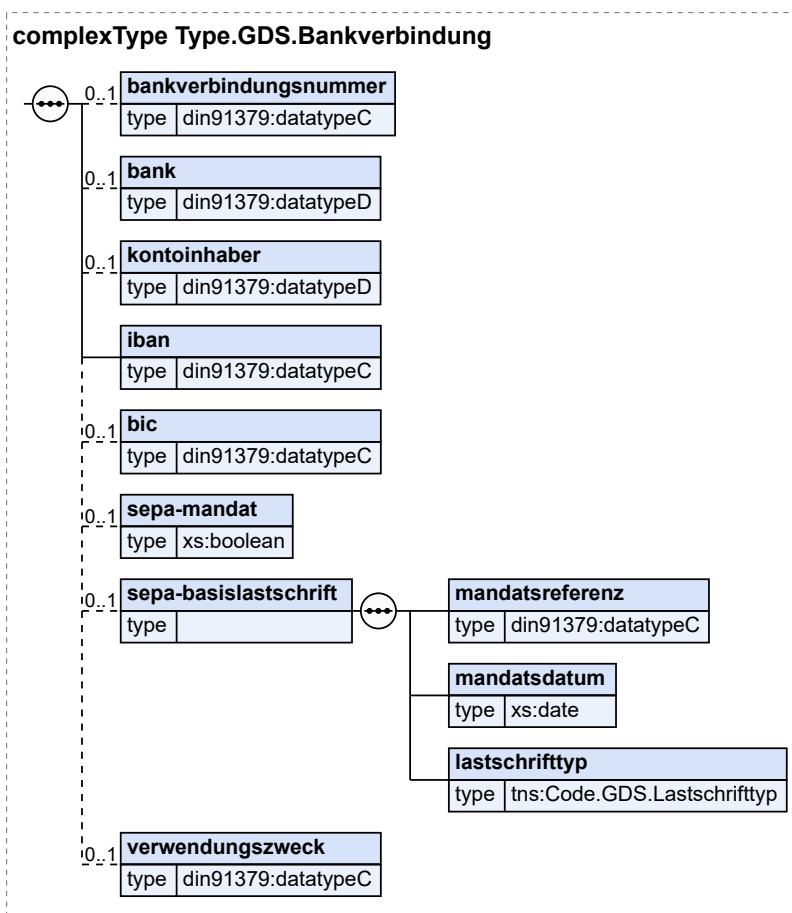 complexType Type.GDS.Bankverbindung
0..1 bankverbindungsnummer
type din91379:datatypeC
0..1 bank
type din91379:datatypeD
0..1 kontoinhaber
type din91379:datatypeD
iban
type din91379:datatypeC
0..1 bic
type din91379:datatypeC
0..1 sepa-mandat
type xs:boolean
0..1 sepa-basislastschrift
type
mandatsreferenz
type din91379:datatypeC
mandatsdatum
type xs:date
lastschrifttyp
type tns:Code.GDS.Lastschrifttyp
0..1 verwendungszweck
type din91379:datatypeC